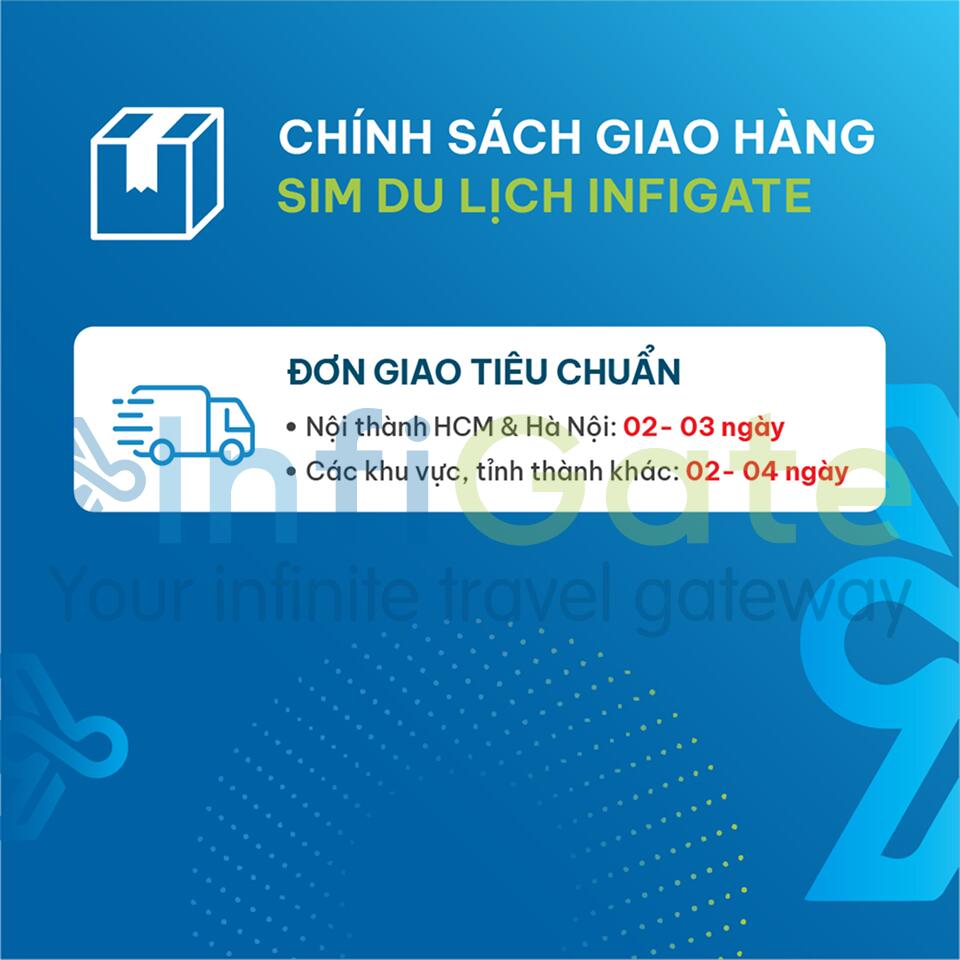 CHÍNH SÁCH GIAO HÀNG
SIM DU LỊCH INFIGATE
ĐƠN GIAO TIÊU CHUẨN
• Nội thành HCM & Hà Nội: 02- 03 ngày
• Các khu vực, tỉnh thành khác: 02- 04 ngày
InfiGate
Your infinite travel gateway